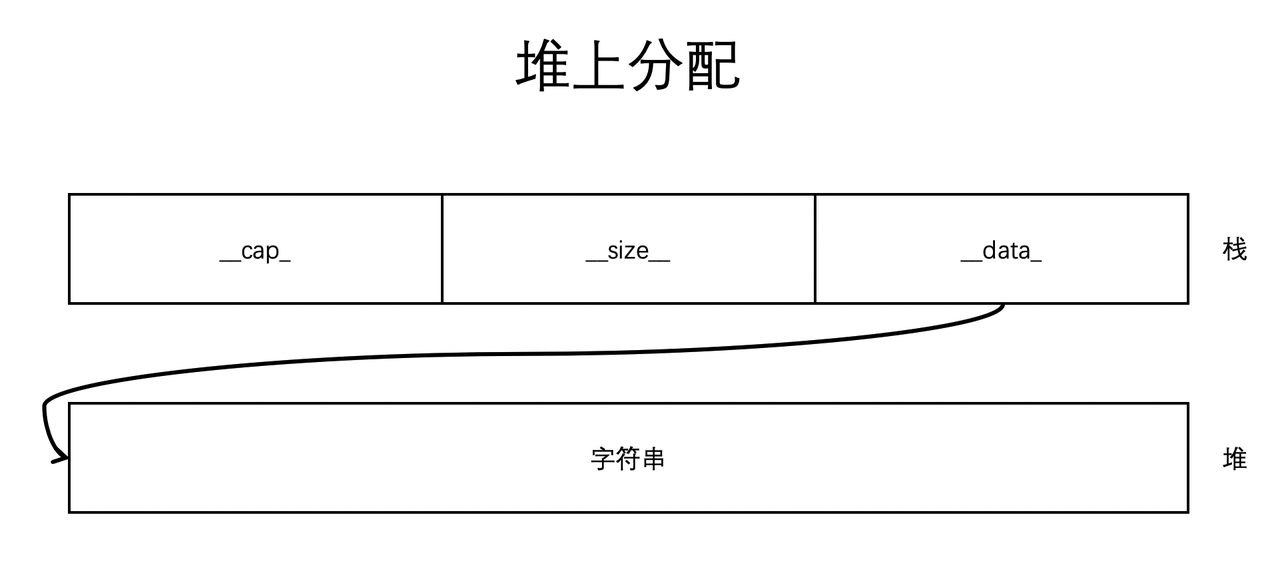 堆上分配
__cap_
__size__
__data_
栈
字符串
堆